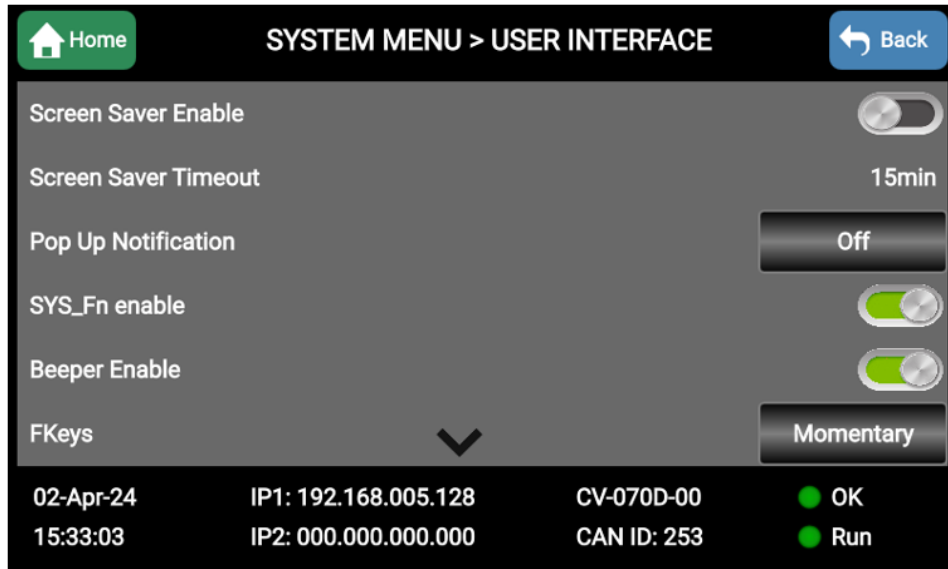 Home SYSTEM MENU > USER INTERFACE Back
Screen Saver Enable
Screen Saver Timeout 15min
Pop Up Notification Off
SYS_Fn enable
Beeper Enable
FKeys Momentary
02-Apr-24 IP1: 192.168.005.128 CV-070D-00 OK
15:33:03 IP2: 000.000.000.000 CAN ID: 253 Run